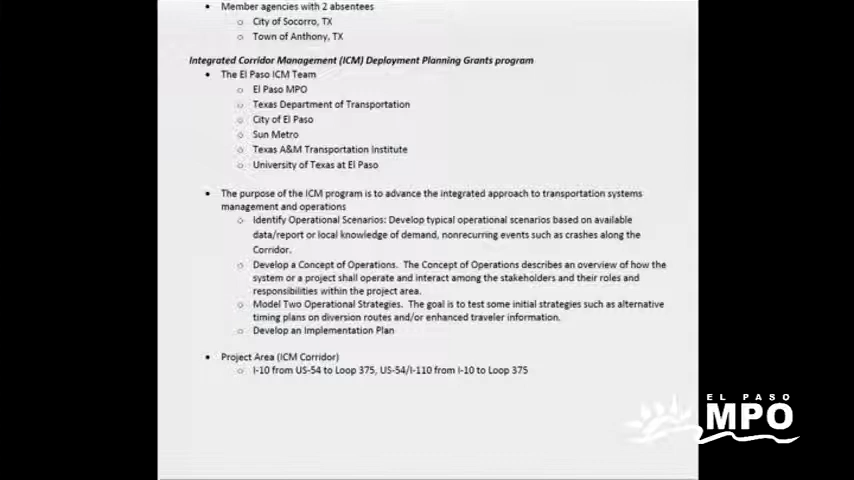 • Member agencies with 2 absentees
o City of Socorro, TX
o Town of Anthony, TX
Integrated Corridor Management (ICM) Deployment Planning Grants program
• The El Paso ICM Team
o El Paso MPO
o Texas Department of Transportation
o City of El Paso
o Sun Metro
o Texas A&M Transportation Institute
o University of Texas at El Paso
• The purpose of the ICM program is to advance the integrated approach to transportation systems
management and operations
o Identify Operational Scenarios: Develop typical operational scenarios based on available
data/report or local knowledge of demand, nonrecurring events such as crashes along the
Corridor.
o Develop a Concept of Operations. The Concept of Operations describes an overview of how the
system or a project shall operate and interact among the stakeholders and their roles and
responsibilities within the project area.
o Model Two Operational Strategies. The goal is to test some initial strategies such as alternative
timing plans on diversion routes and/or enhanced traveler information.
o Develop an Implementation Plan
• Project Area (ICM Corridor)
o I-10 from US-54 to Loop 375, US-54/I-110 from I-10 to Loop 375
EL PASO
MPO